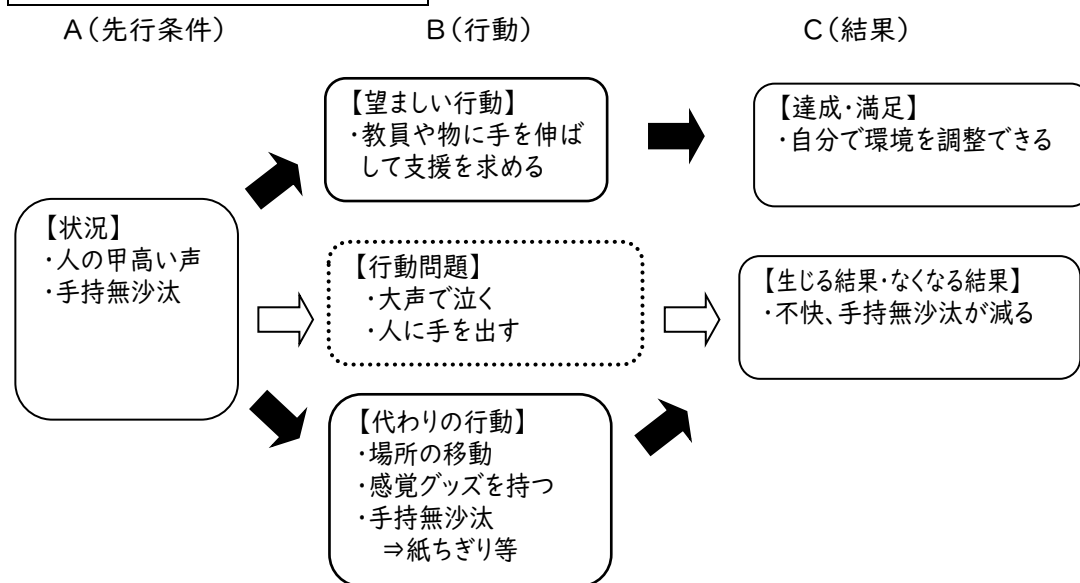 A（先行条件）
B（行動）
C（結果）
【望ましい行動】
・教員や物に手を伸ば
して支援を求める
【達成・満足】
・自分で環境を調整できる
【状況】
・人の甲高い声
・手持無沙汰
【行動問題】
・大声で泣く
・人に手を出す
【生じる結果・なくなる結果】
・不快、手持無沙汰が減る
【代わりの行動】
・場所の移動
・感覚グッズを持つ
・手持無沙汰
⇒紙ちぎり等